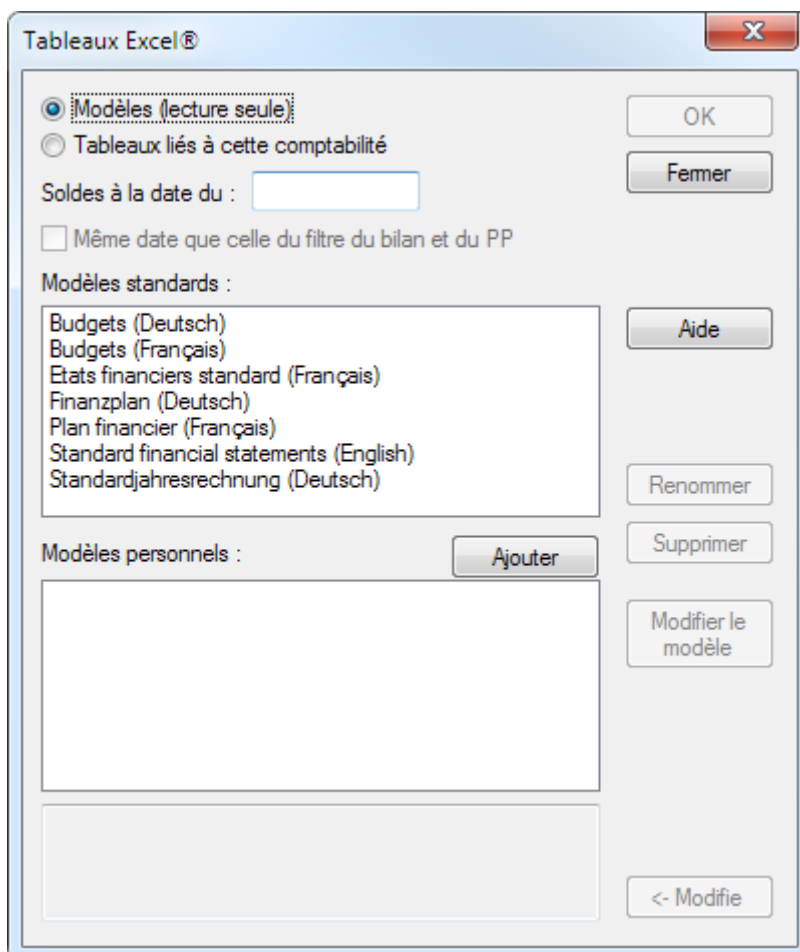 Tableaux Excel®
Modèles (lecture seule)
OK
Tableaux liés à cette comptabilité
Fermer
Soldes à la date du :
Même date que celle du filtre du bilan et du PP
Modèles standards :
Budgets (Deutsch)
Aide
Budgets (Français)
Etats financiers standard (Français)
Finanzplan (Deutsch)
Plan financier (Français)
Standard financial statements (English)
Standardjahresrechnung (Deutsch)
Renommer
Supprimer
Modèles personnels :
Ajouter
Modifier le
modèle
<- Modifie